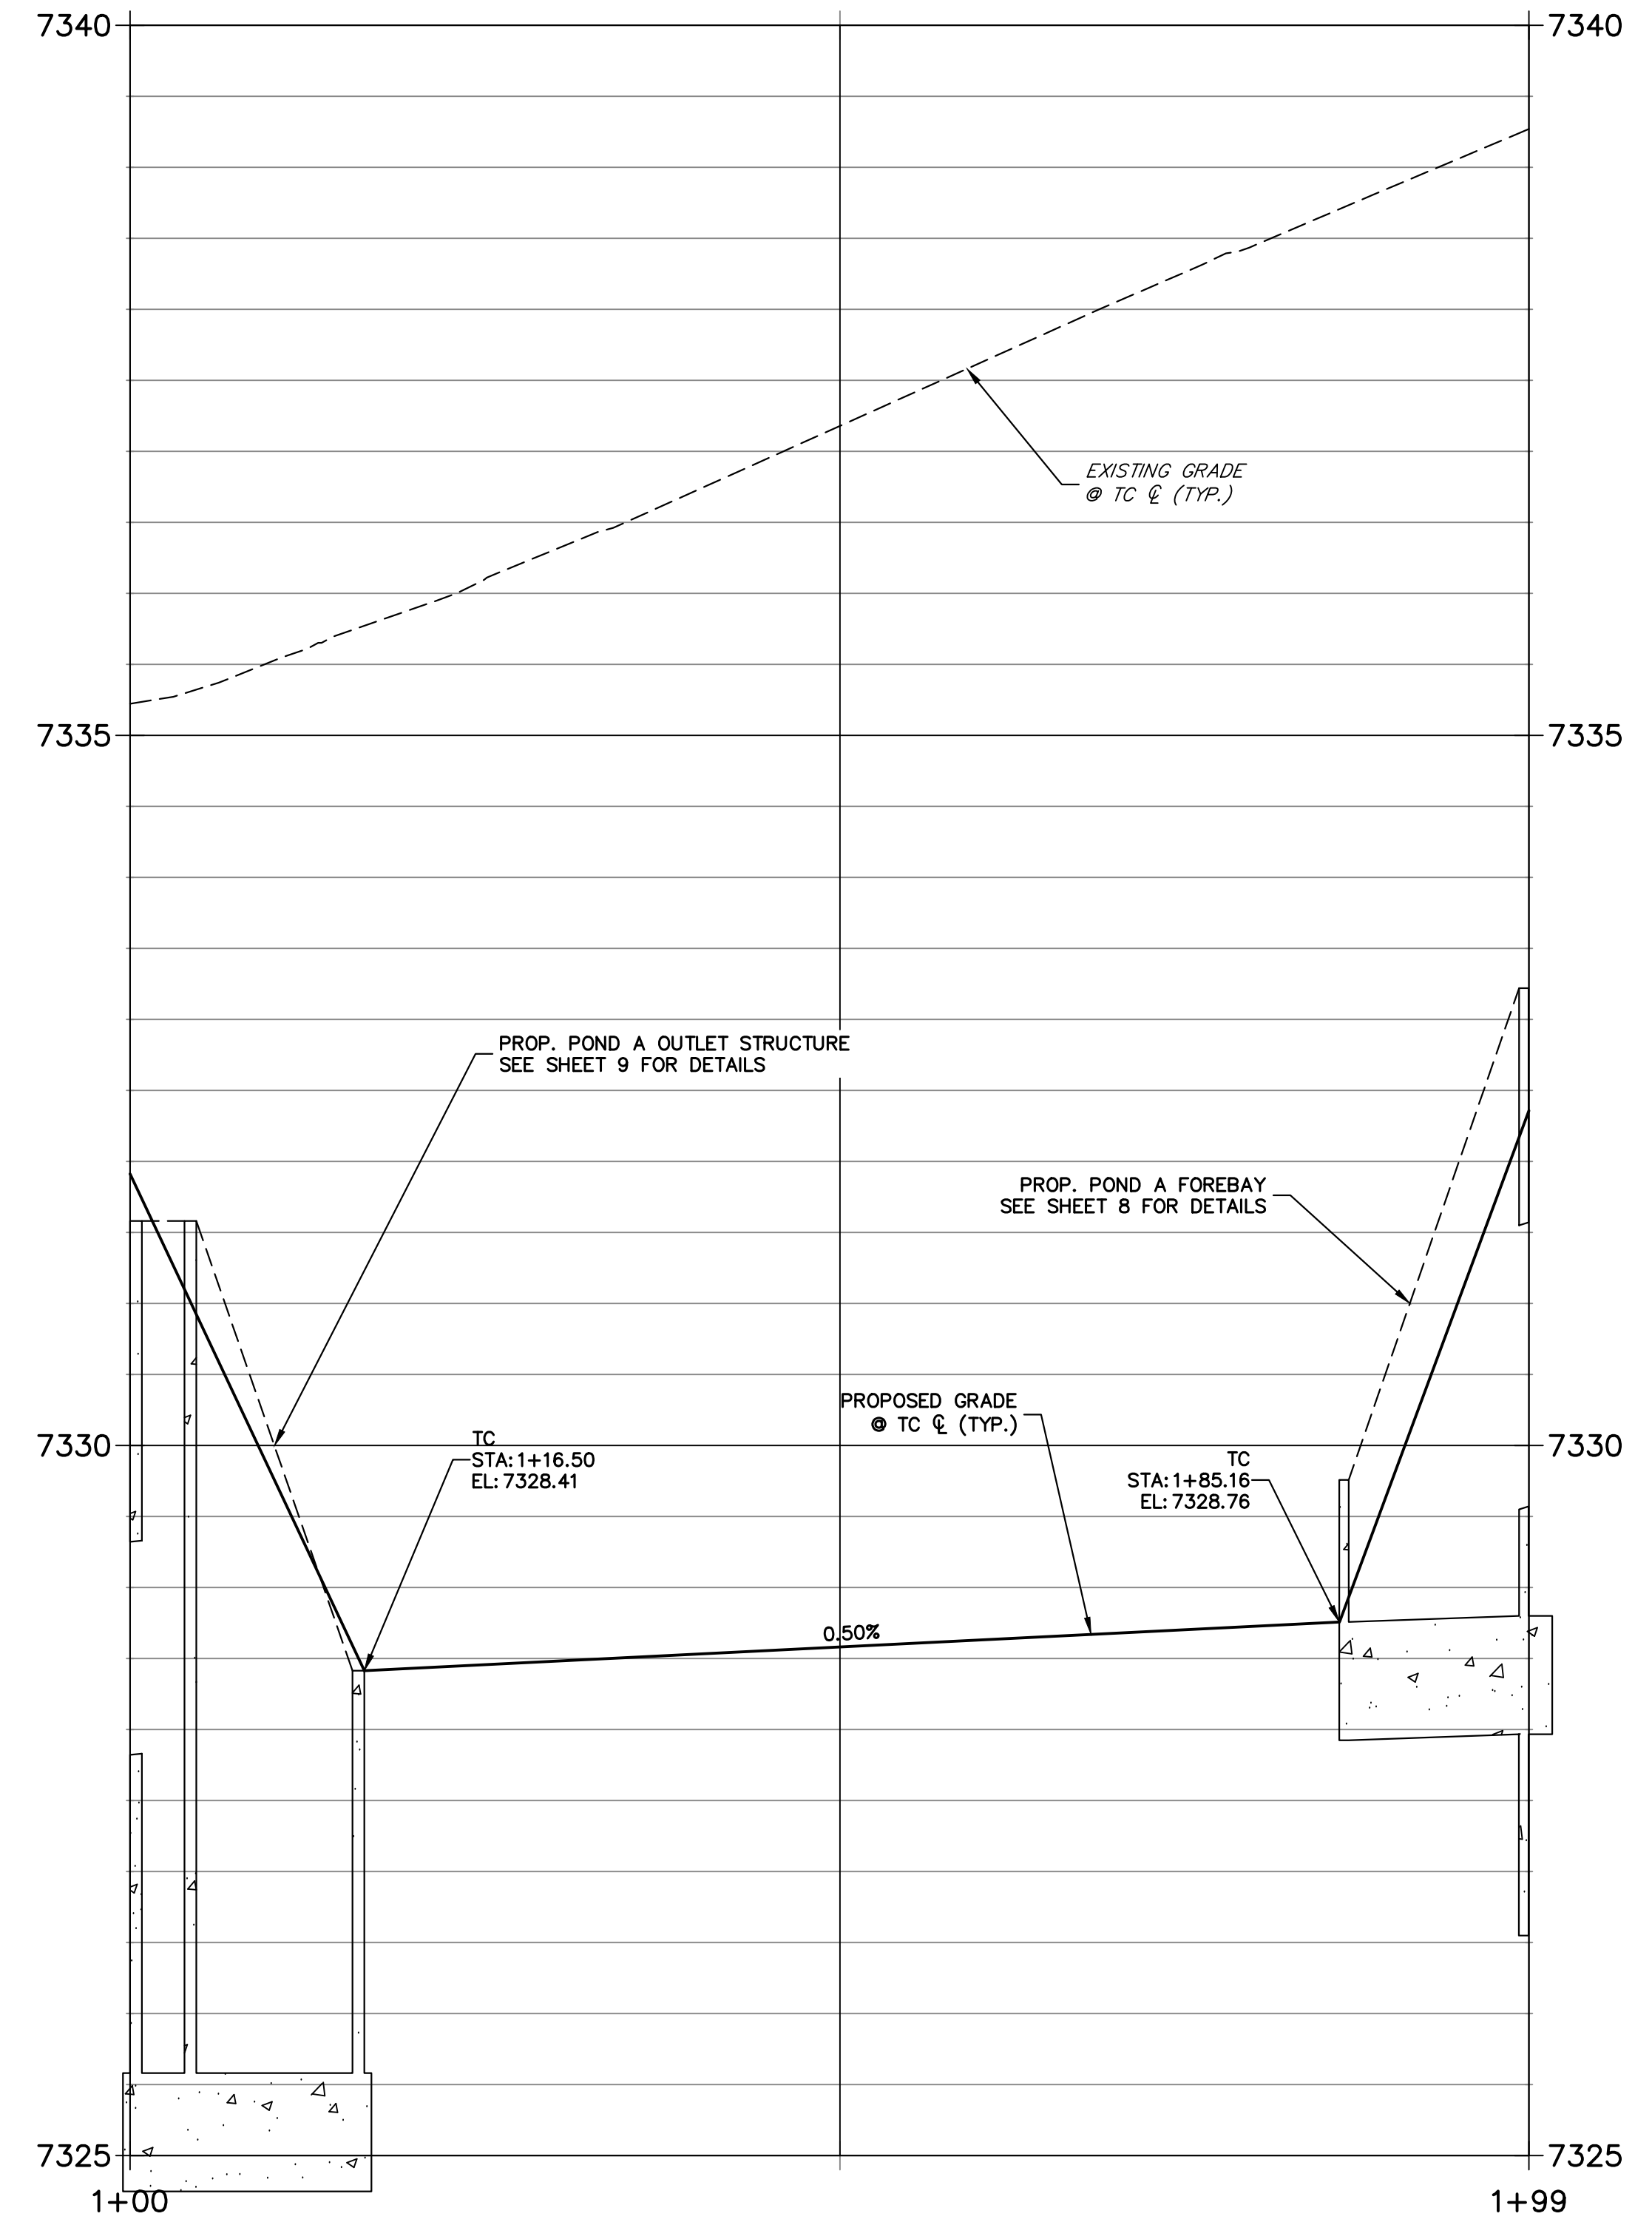 7340
7340
EXISTING GRADE
@ TC ℄ (TYP.)
7335
7335
PROP. POND A OUTLET STRUCTURE
SEE SHEET 9 FOR DETAILS
PROP. POND A FOREBAY
SEE SHEET 8 FOR DETAILS
PROPOSED GRADE
@ TC ℄ (TYP.)
7330
7330
TC
STA:1+16.50
EL:7328.41
TC
STA:1+85.16
EL:7328.76
0.50%
7325
7325
1+00
1+99